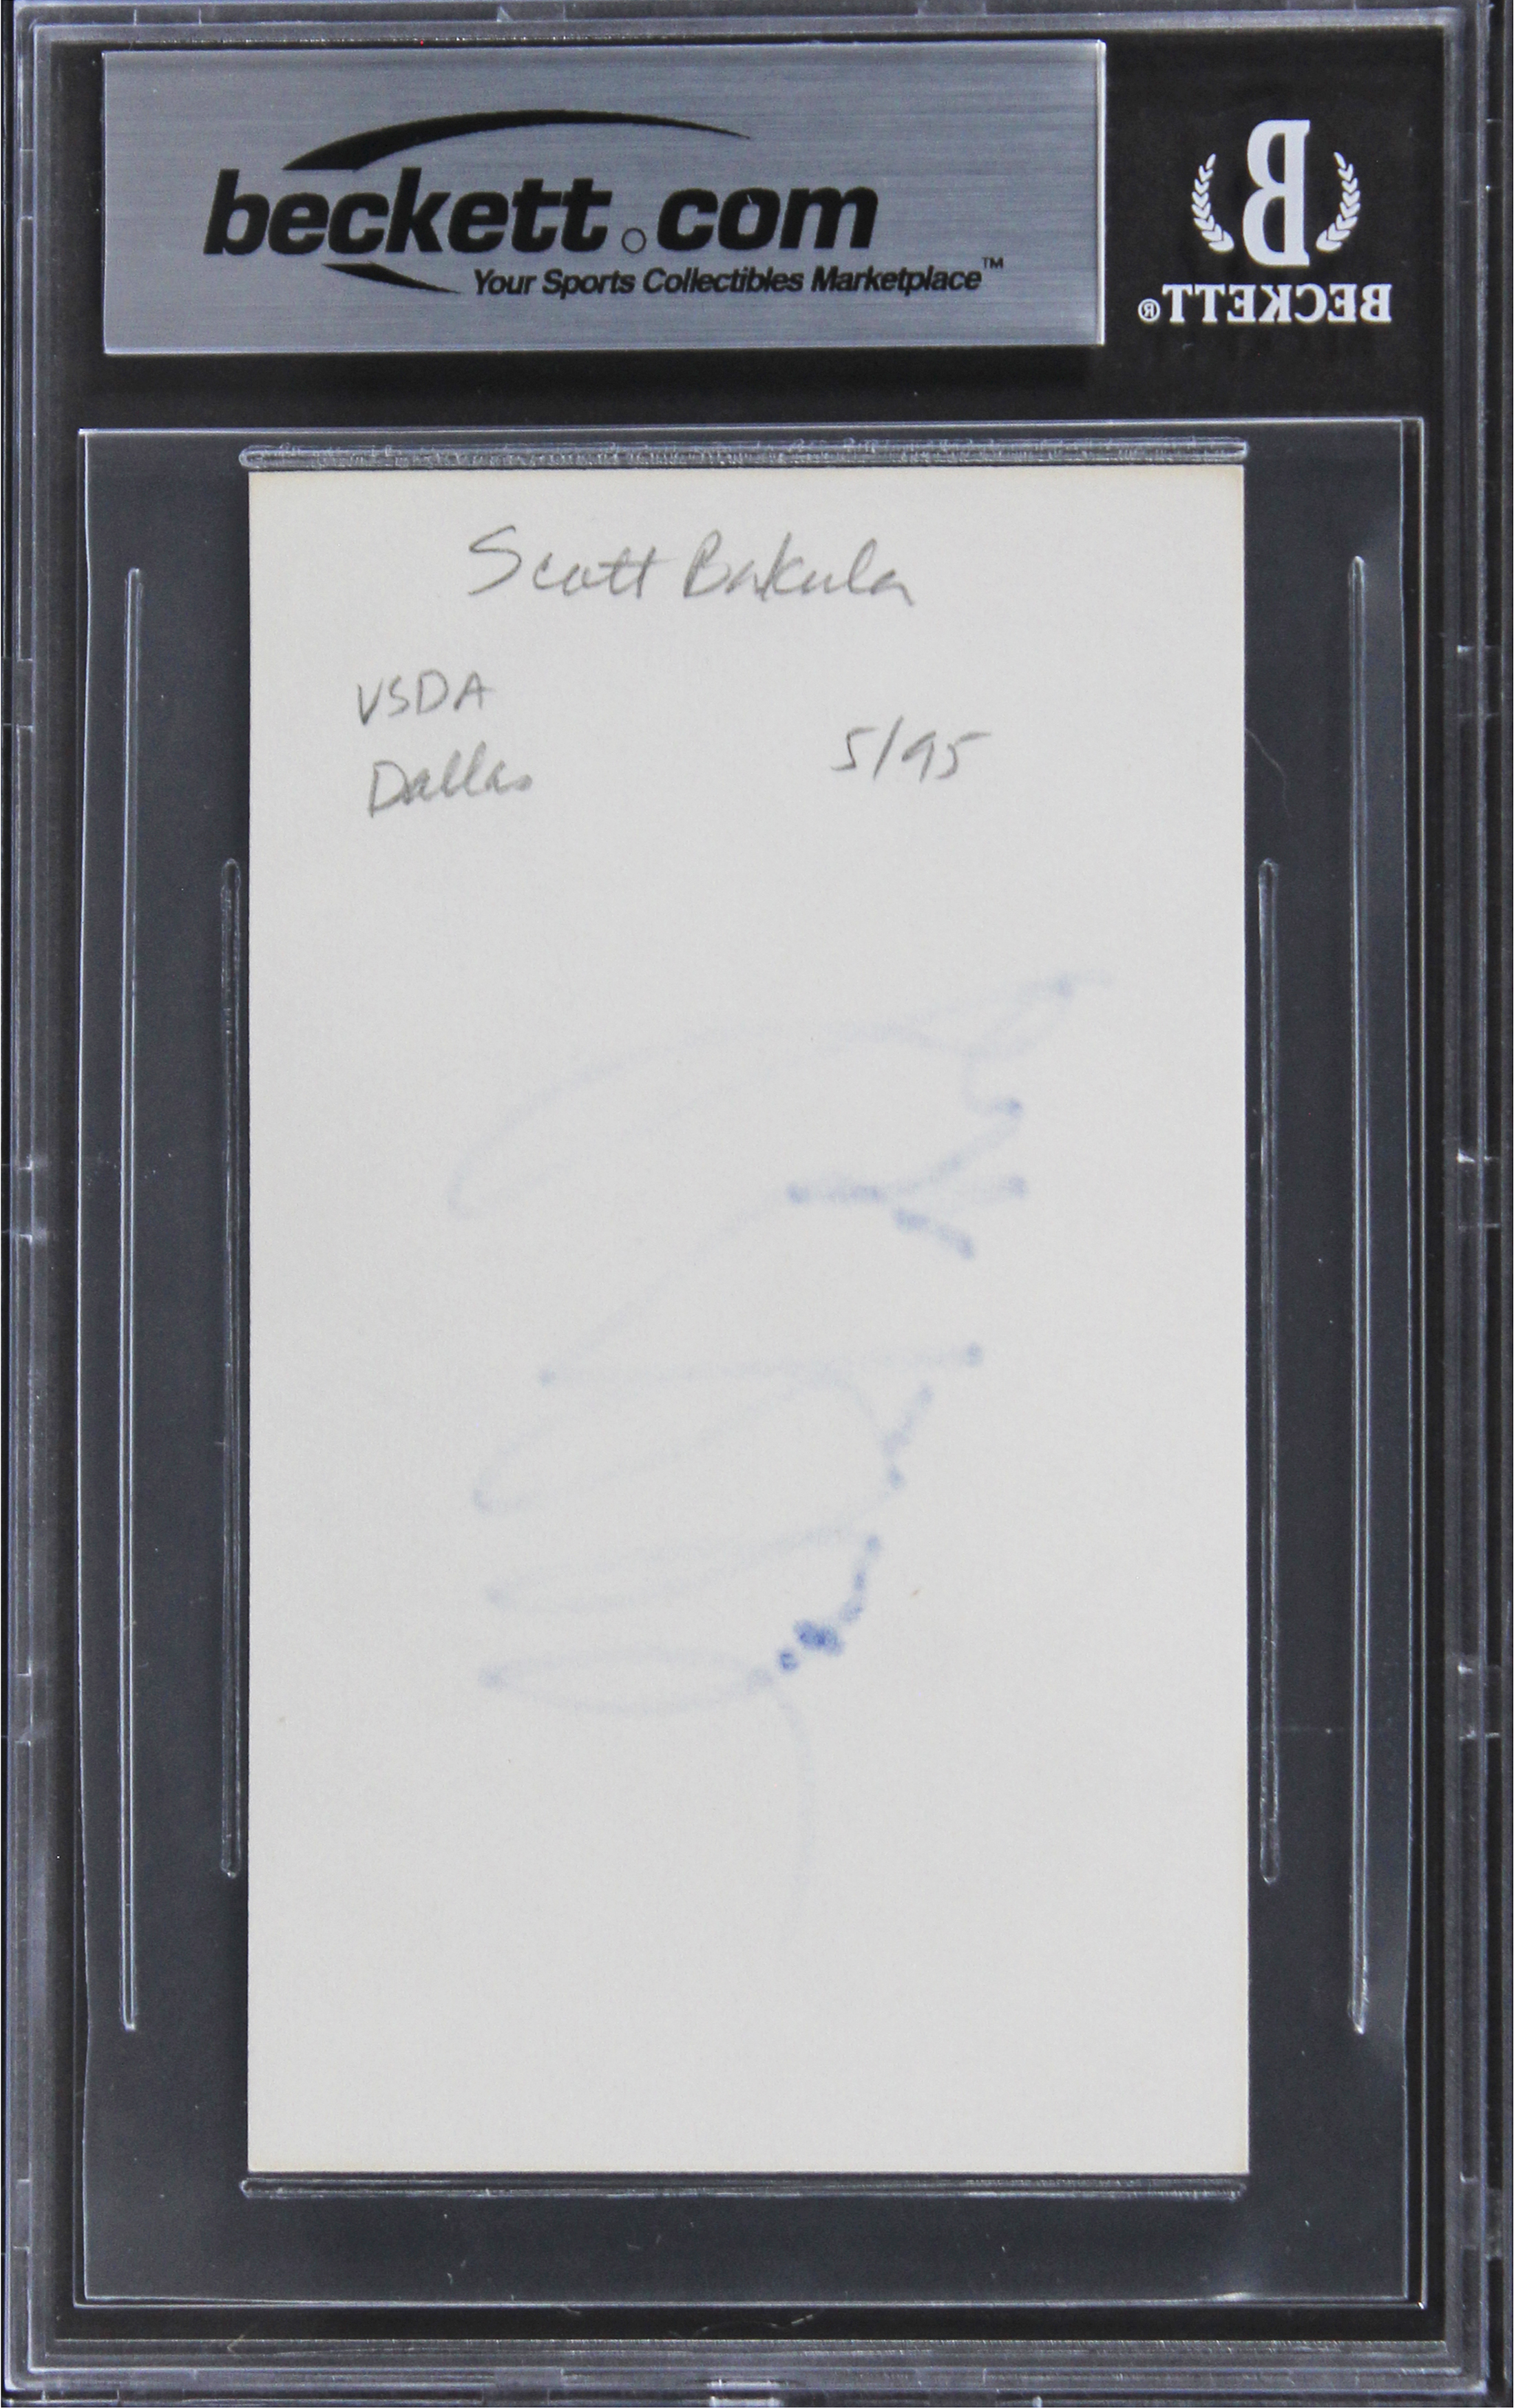 beckett.com
Your Sports Collectibles Marketplace™
B
BECKETT®
Scott Bakula
VSDA
5/95
Dallas